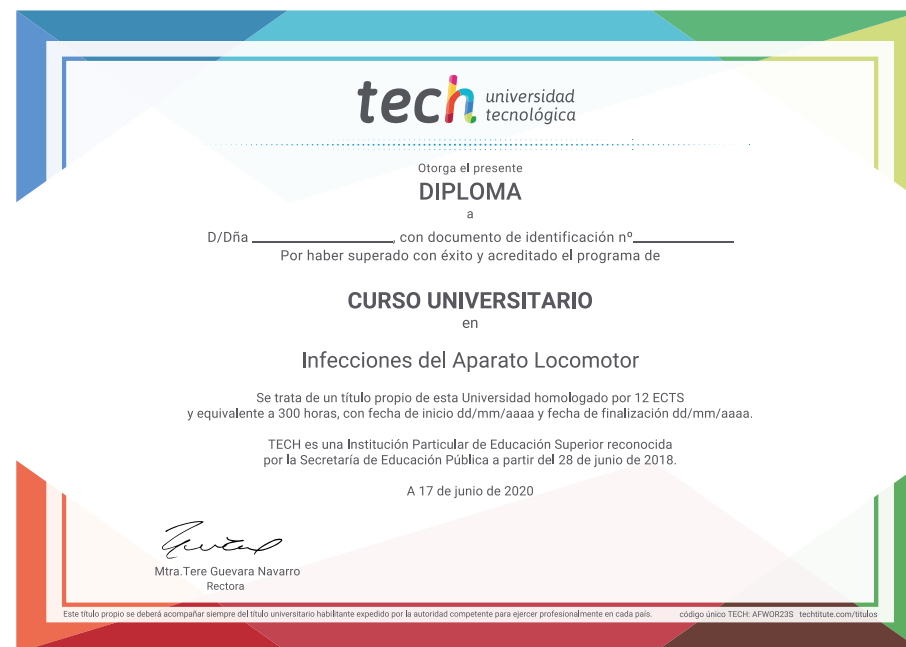 tech universidad
tecnológica
Otorga el presente
DIPLOMA
a
D/Dña ____________________, con documento de identificación nº______________
Por haber superado con éxito y acreditado el programa de
CURSO UNIVERSITARIO
en
Infecciones del Aparato Locomotor
Se trata de un título propio de esta Universidad homologado por 12 ECTS
y equivalente a 300 horas, con fecha de inicio dd/mm/aaaa y fecha de finalización dd/mm/aaaa.
TECH es una Institución Particular de Educación Superior reconocida
por la Secretaría de Educación Pública a partir del 28 de junio de 2018.
A 17 de junio de 2020
Mtra.Tere Guevara Navarro
Rectora
Este título propio se deberá acompañar siempre del título universitario habilitante expedido por la autoridad competente para ejercer profesionalmente en cada país. código único TECH: AFWOR23S techtitute.com/títulos